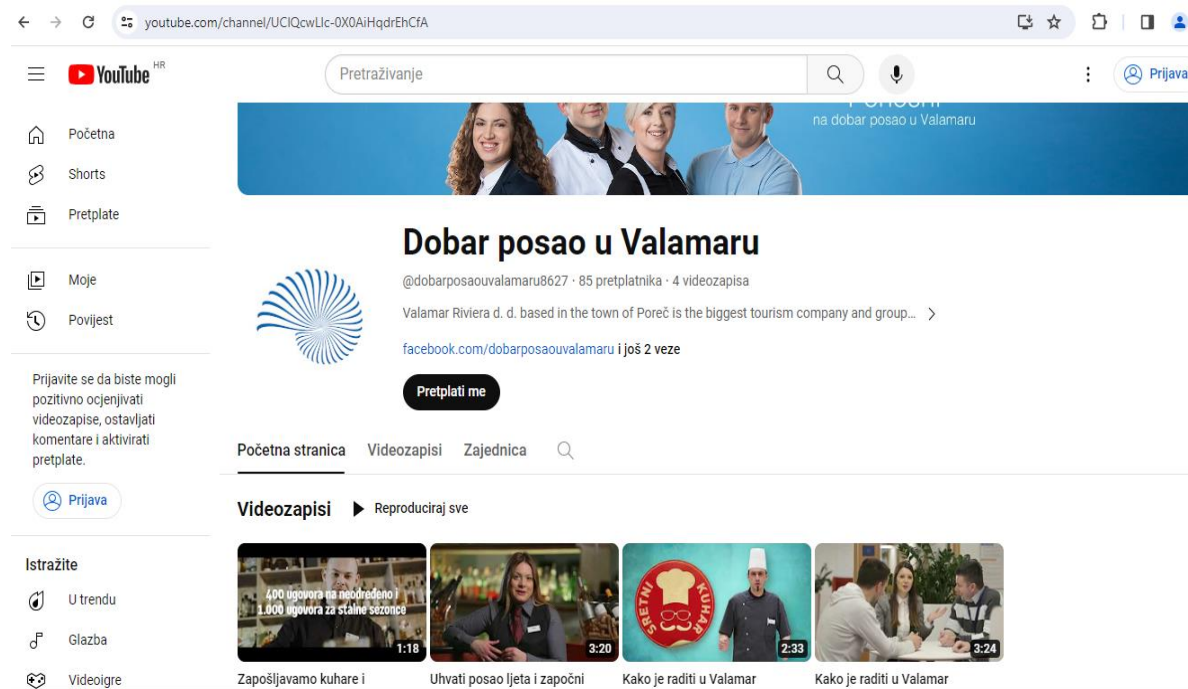 youtube.com/channel/UCIQcwLIc-0X0AiHqdrEhCfA
YouTube HR
Pretraživanje
Prijava
Početna
Shorts
Pretplate
Moje
Povijest
Prijavite se da biste mogli
pozitivno ocjenjivati
videozapise, ostavljati
komentare i aktivirati
pretplate.
Prijava
Istražite
U trendu
Glazba
Videoigre
na dobar posao u Valamaru
Dobar posao u Valamaru
@dobarposaouvalamaru8627 · 85 pretplatnika · 4 videozapisa
Valamar Riviera d. d. based in the town of Poreč is the biggest tourism company and group...
facebook.com/dobarposaouvalamaru i još 2 veze
Pretplati me
Početna stranica Videozapisi Zajednica
Videozapisi Reproduciraj sve
400 ugovora na neodređeno i
1.000 ugovora za stalne sezonce
1:18
3:20
SRETNI KUHAR
2:33
3:24
Zapošljavamo kuhare i
Uhvati posao ljeta i započni
Kako je raditi u Valamar
Kako je raditi u Valamar